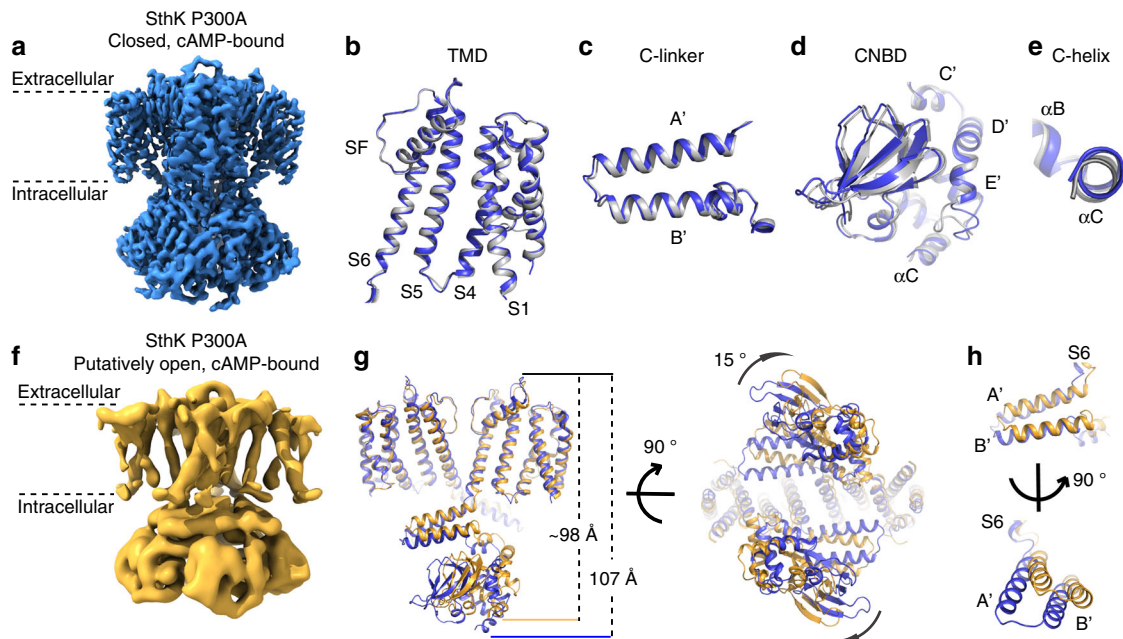 a
SthK P300A
Closed, cAMP-bound
Extracellular
Intracellular
b
TMD
SF
S6
S5
S4
S1
c
C-linker
A’
B’
d
CNBD
C’
D’
E’
αC
e
C-helix
αB
αC
f
SthK P300A
Putatively open, cAMP-bound
Extracellular
Intracellular
g
~98 Å
107 Å
90 °
15 °
h
S6
A’
B’
90 °
S6
A’
B’